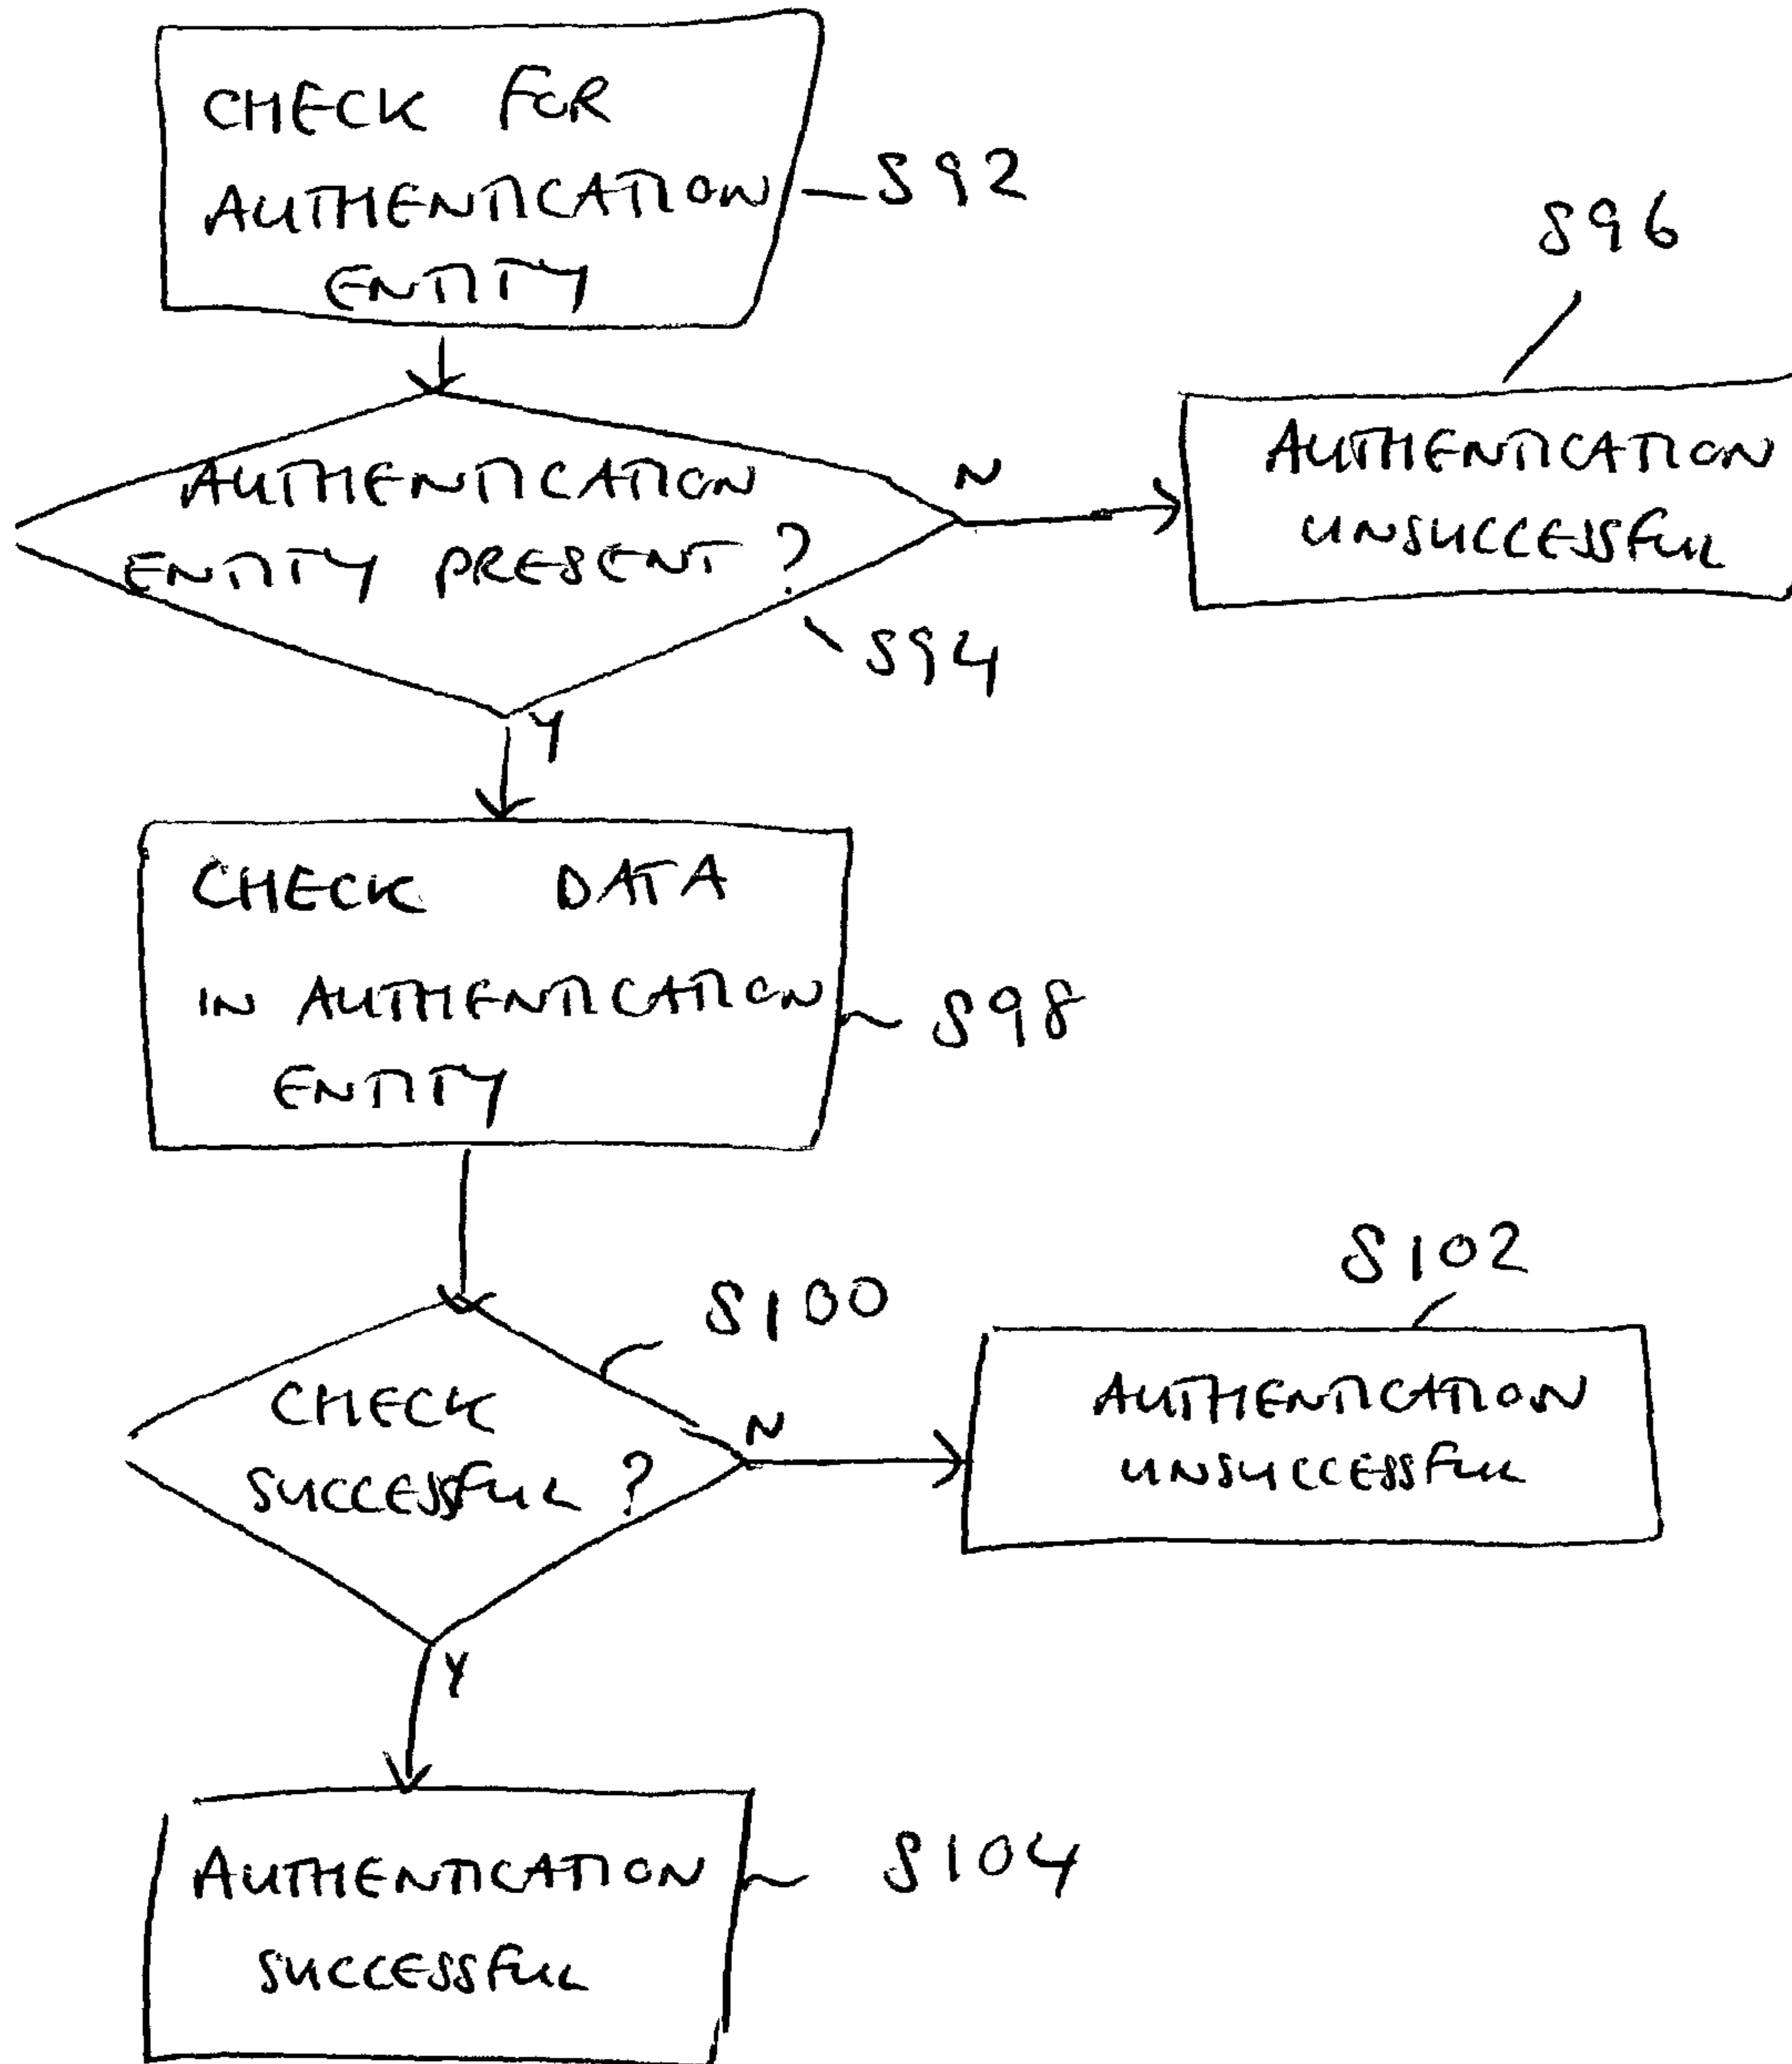 CHECK FOR
AUTHENTICATION
ENTITY
S92
S96
AUTHENTICATION
ENTITY PRESENT ?
N
AUTHENTICATION
UNSUCCESSFUL
S94
Y
CHECK DATA
IN AUTHENTICATION
ENTITY
S98
S100
S102
CHECK
SUCCESSFUL ?
N
AUTHENTICATION
UNSUCCESSFUL
Y
AUTHENTICATION
SUCCESSFUL
S104